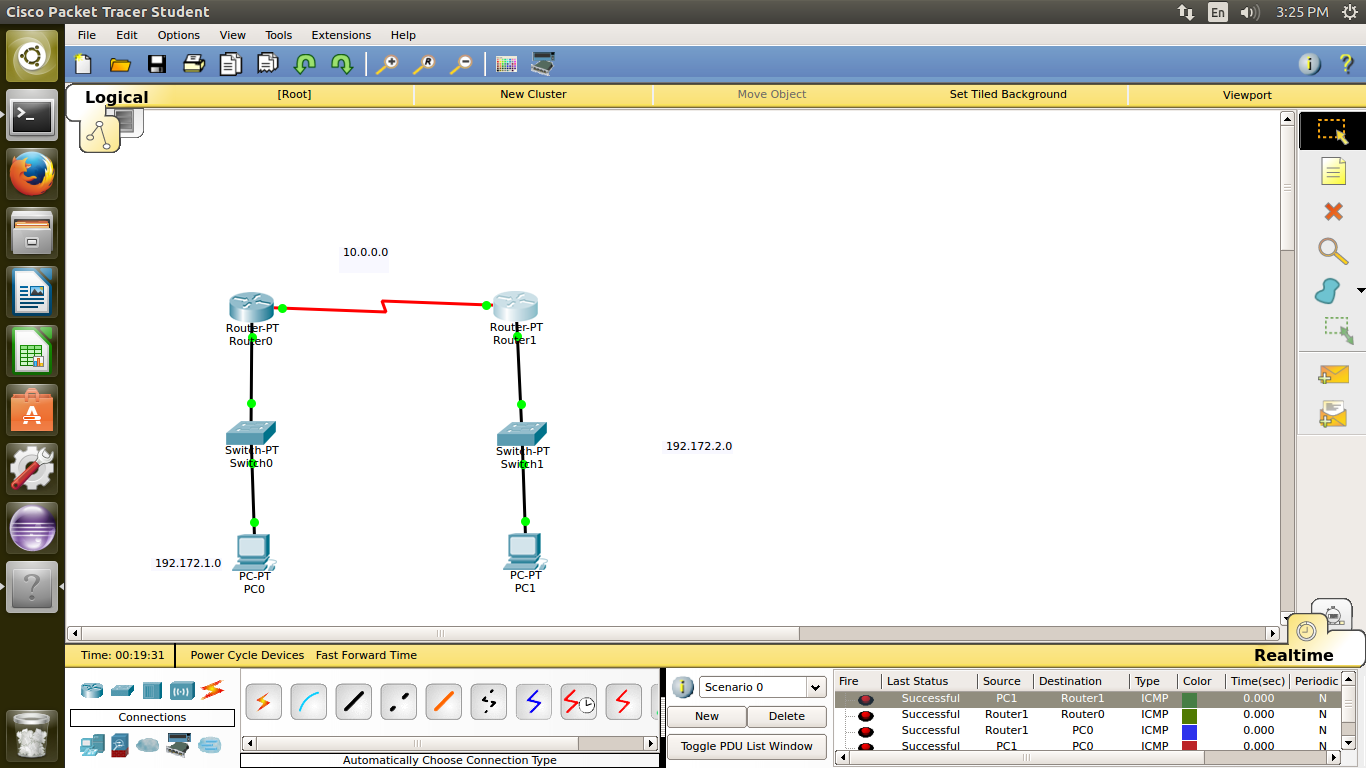 Cisco Packet Tracer Student
En
3:25 PM
File Edit Options View Tools Extensions Help
Logical
[Root]
New Cluster
Move Object
Set Tiled Background
Viewport
10.0.0.0
Router-PT
Router0
Router-PT
Router1
Switch-PT
Switch0
Switch-PT
Switch1
192.172.2.0
192.172.1.0
PC-PT
PC0
PC-PT
PC1
Time: 00:19:31
Power Cycle Devices Fast Forward Time
Realtime
Connections
Automatically Choose Connection Type
Scenario 0
New
Delete
Toggle PDU List Window
Fire Last Status Source Destination Type Color Time(sec) Periodic
Successful PC1 Router1 ICMP 0.000 N
Successful Router1 Router0 ICMP 0.000 N
Successful Router1 PC0 ICMP 0.000 N
Successful PC1 PC0 ICMP 0.000 N